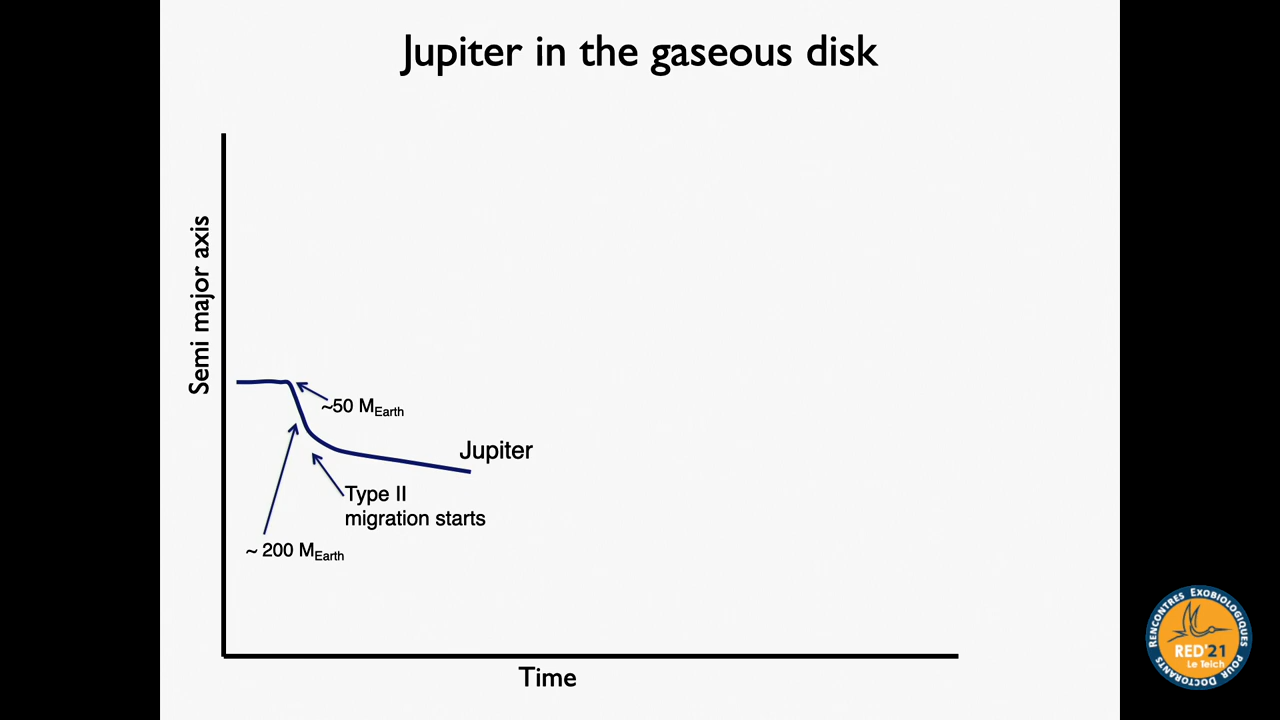 Jupiter in the gaseous disk
Semi major axis
~50 MEarth
Jupiter
Type II
migration starts
~ 200 MEarth
Time
RENCONTRES EXOBIOLOGIQUES
POUR DOCTORANTS
RED'21
Le Teich